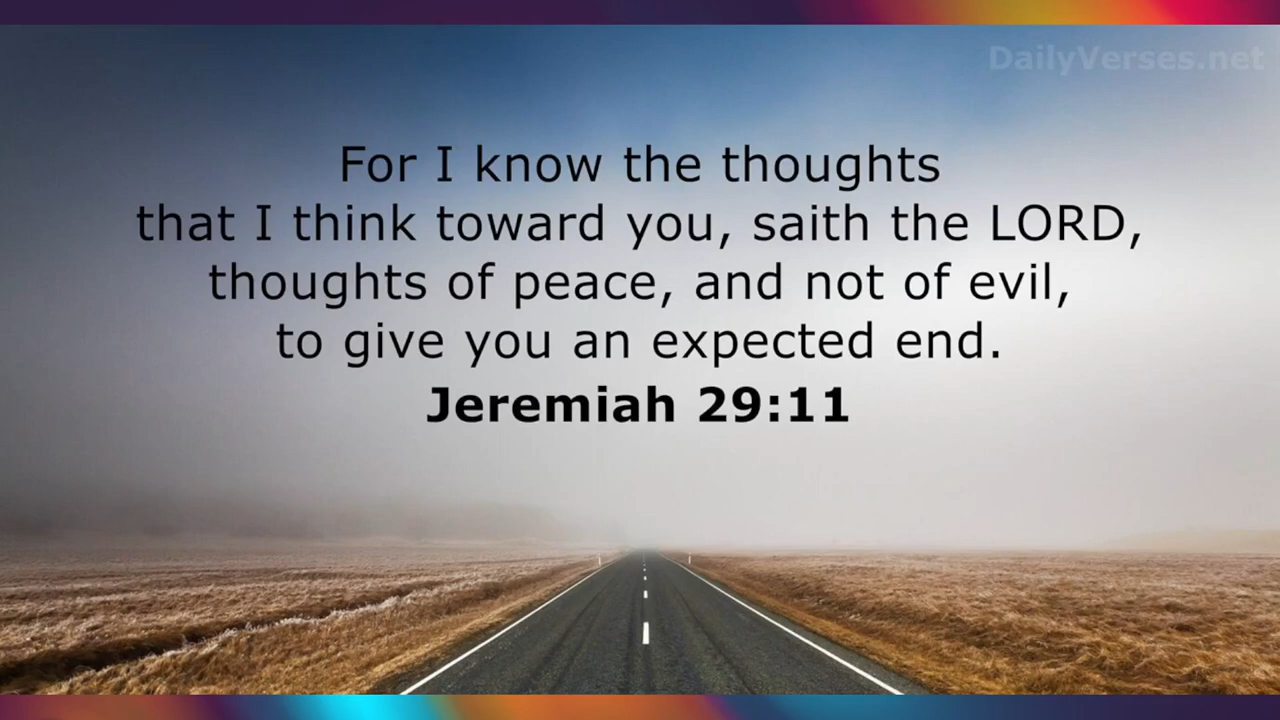 DailyVerses.net
For I know the thoughts
that I think toward you, saith the LORD,
thoughts of peace, and not of evil,
to give you an expected end.
Jeremiah 29:11